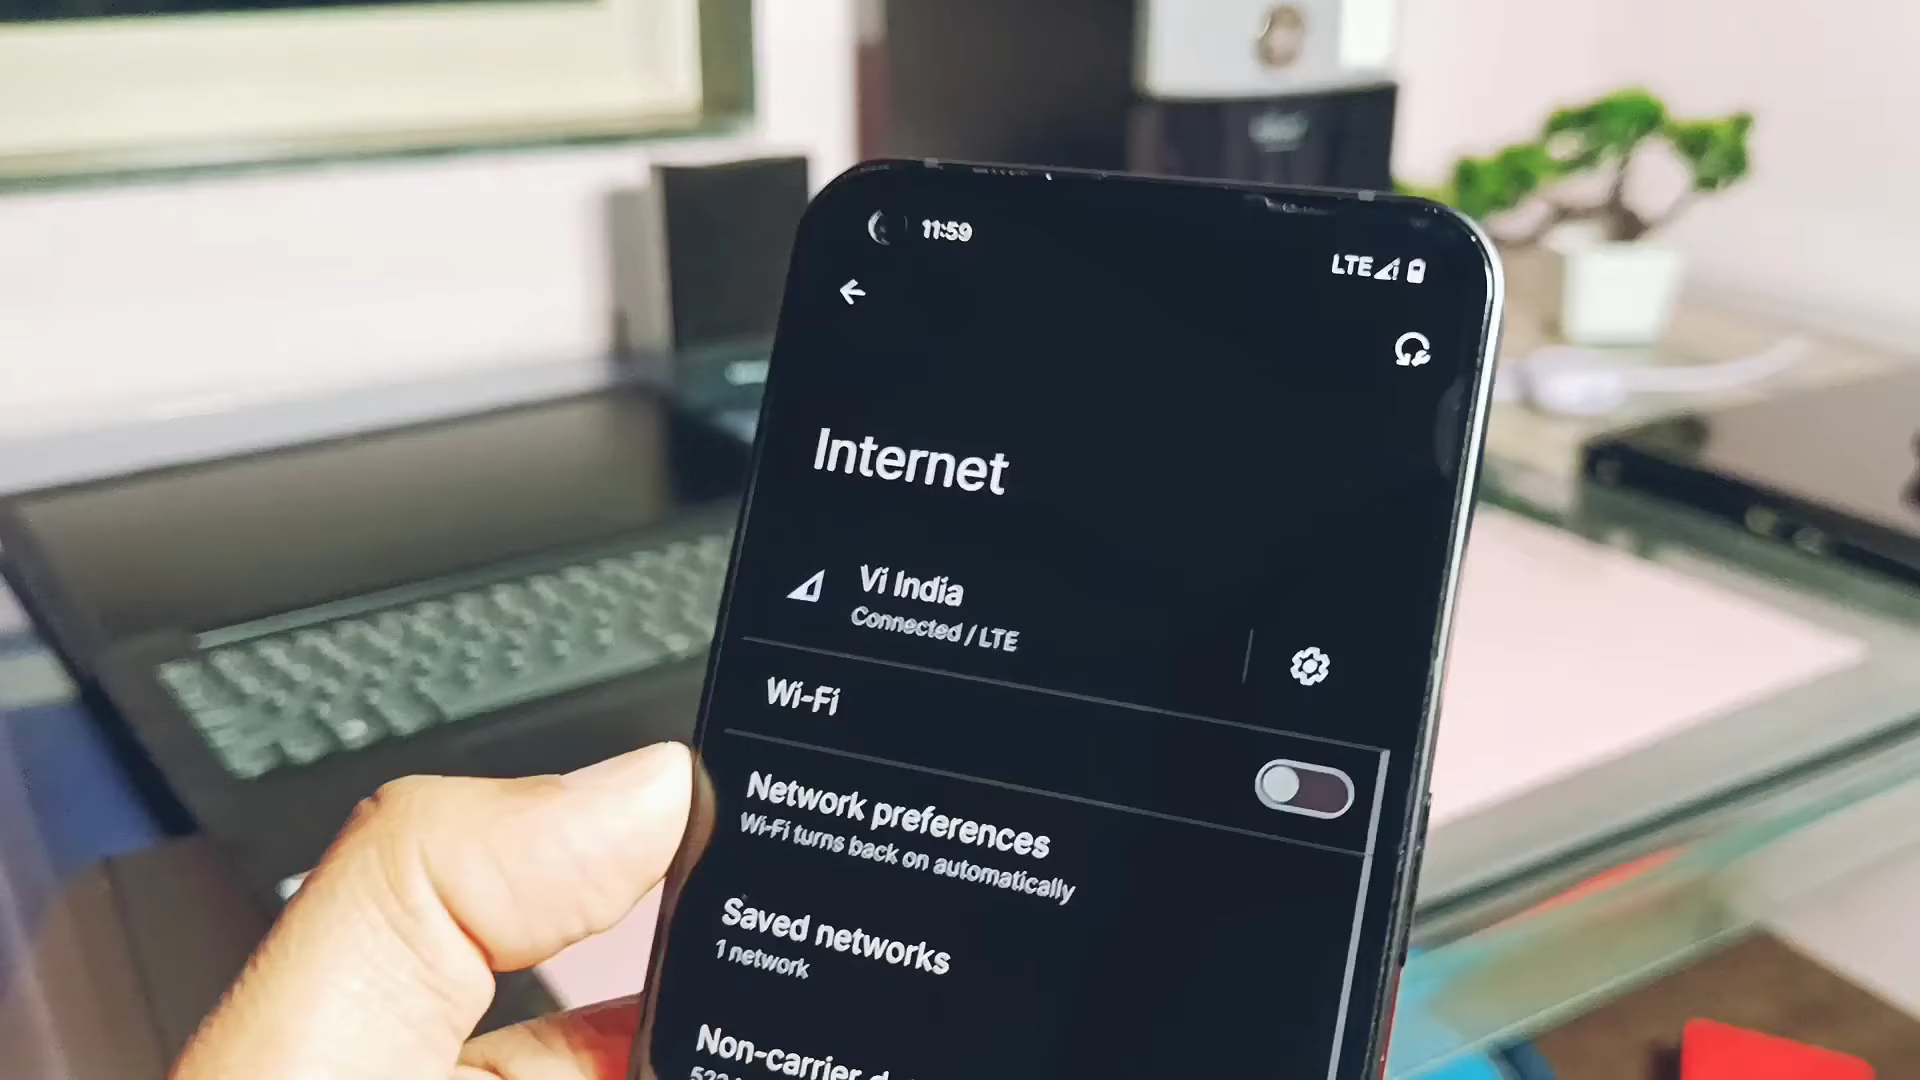 11:59
LTE
Internet
Vi India
Connected / LTE
Wi-Fi
Network preferences
Wi-Fi turns back on automatically
Saved networks
1 network
Non-carrier